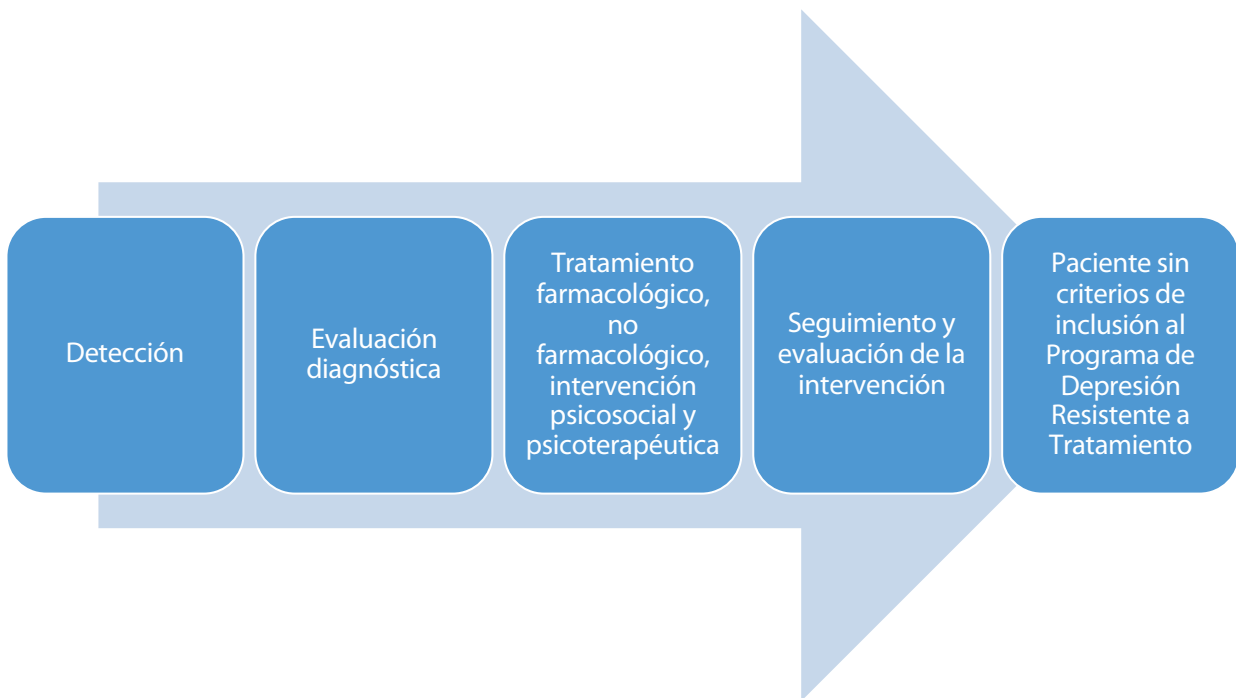 Detección
Evaluación
diagnóstica
Tratamiento
farmacológico,
no
farmacológico,
intervención
psicosocial y
psicoterapéutica
Seguimiento y
evaluación de la
intervención
Paciente sin
criterios de
inclusión al
Programa de
Depresión
Resistente a
Tratamiento